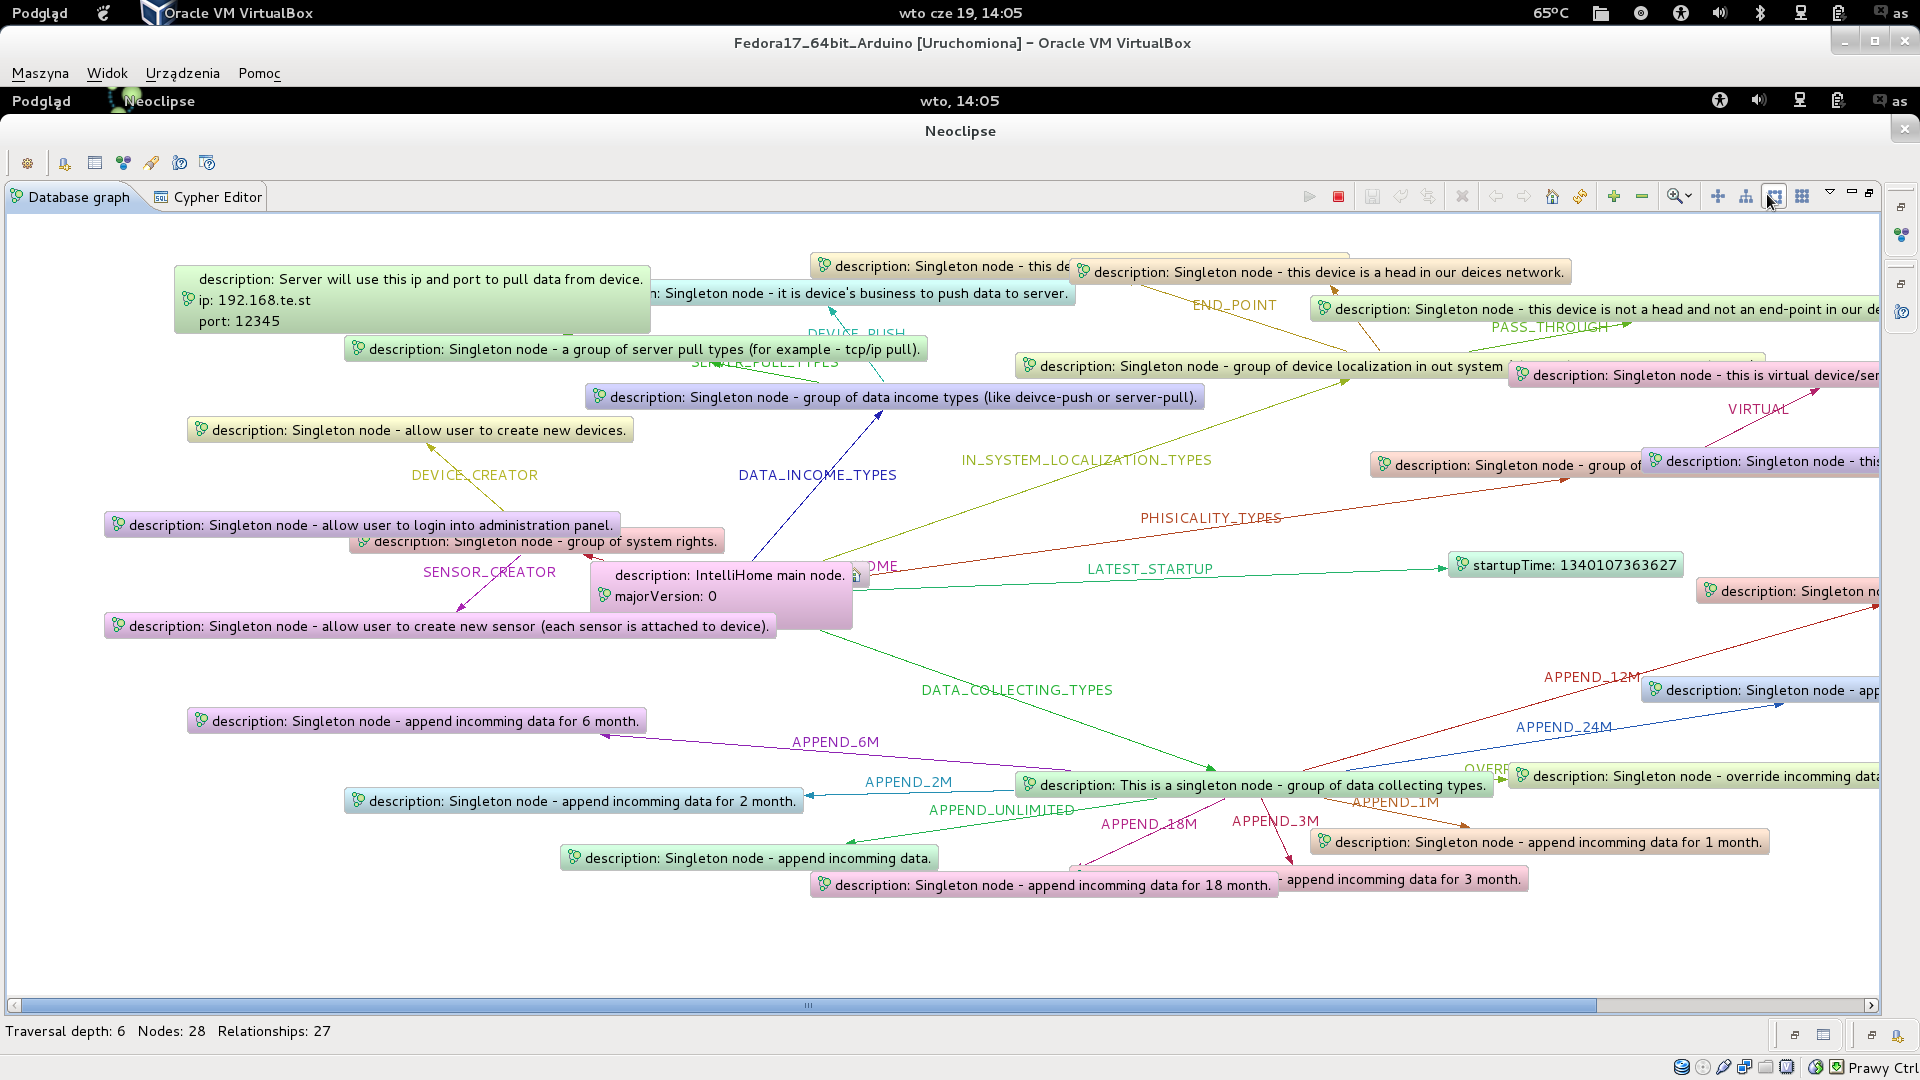 Podgląd
Oracle VM VirtualBox
wto cze 19, 14:05
65°C
as
Fedora17_64bit_Arduino [Uruchomiona] - Oracle VM VirtualBox
Maszyna Widok Urządzenia Pomoc
Podgląd
Neoclipse
wto, 14:05
as
Neoclipse
Database graph
Cypher Editor
description: Singleton node - this de
description: Singleton node - this device is a head in our deices network.
description: Server will use this ip and port to pull data from device.
ip: 192.168.te.st
port: 12345
n: Singleton node - it is device's business to push data to server.
END_POINT
description: Singleton node - this device is not a head and not an end-point in our de
PASS_THROUGH
DEVICE_PUSH
description: Singleton node - a group of server pull types (for example - tcp/ip pull).
SERVER_PULL_TYPES
description: Singleton node - group of device localization in out system
description: Singleton node - this is virtual device/ser
description: Singleton node - group of data income types (like deivce-push or server-pull).
VIRTUAL
description: Singleton node - allow user to create new devices.
IN_SYSTEM_LOCALIZATION_TYPES
description: Singleton node - group of
description: Singleton node - this
DEVICE_CREATOR
DATA_INCOME_TYPES
PHISICALITY_TYPES
description: Singleton node - allow user to login into administration panel.
description: Singleton node - group of system rights.
SENSOR_CREATOR
description: IntelliHome main node.
majorVersion: 0
OME
LATEST_STARTUP
startupTime: 1340107363627
description: Singleton no
description: Singleton node - allow user to create new sensor (each sensor is attached to device).
DATA_COLLECTING_TYPES
APPEND_12M
description: Singleton node - app
description: Singleton node - append incomming data for 6 month.
APPEND_24M
APPEND_6M
OVERR
description: Singleton node - override incomming data
APPEND_2M
description: This is a singleton node - group of data collecting types.
description: Singleton node - append incomming data for 2 month.
APPEND_UNLIMITED
APPEND_1M
APPEND_18M
APPEND_3M
description: Singleton node - append incomming data for 1 month.
description: Singleton node - append incomming data.
description: Singleton node - append incomming data for 18 month.
- append incomming data for 3 month.
Traversal depth: 6 Nodes: 28 Relationships: 27
Prawy Ctrl